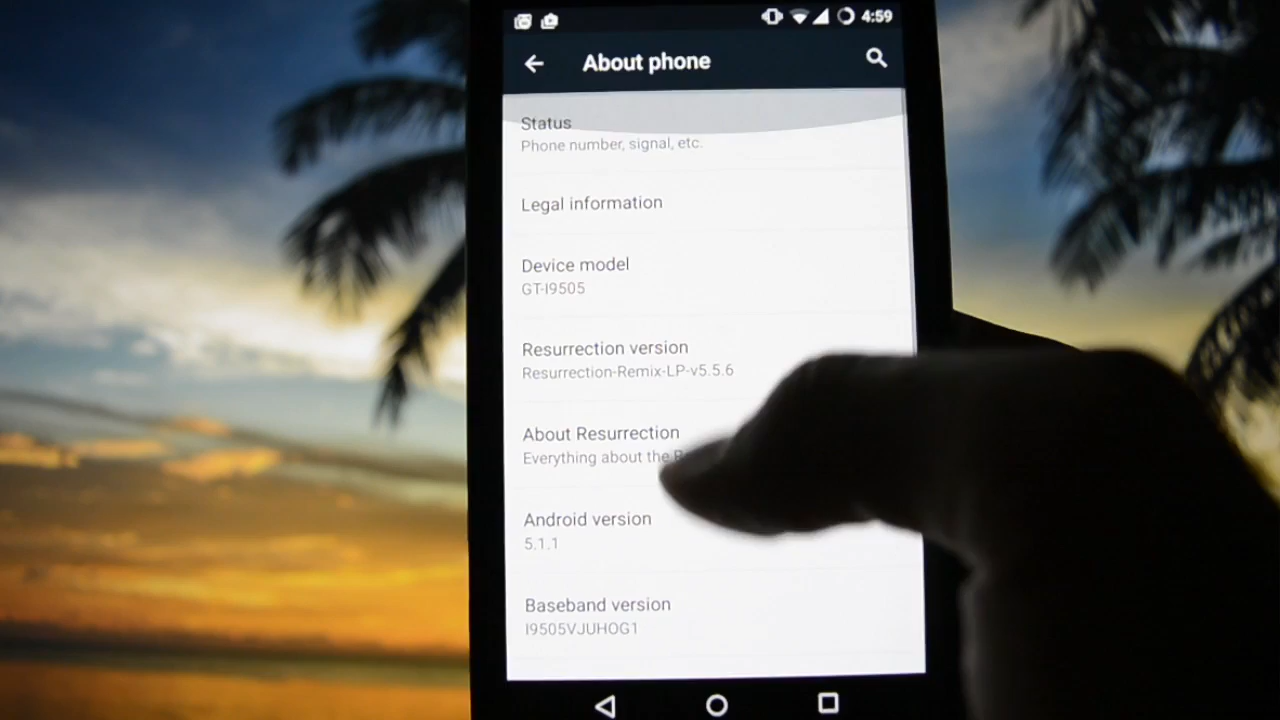 4:59
About phone
Status
Phone number, signal, etc.
Legal information
Device model
GT-I9505
Resurrection version
Resurrection-Remix-LP-v5.5.6
About Resurrection
Everything about the
Android version
5.1.1
Baseband version
I9505VJUHOG1